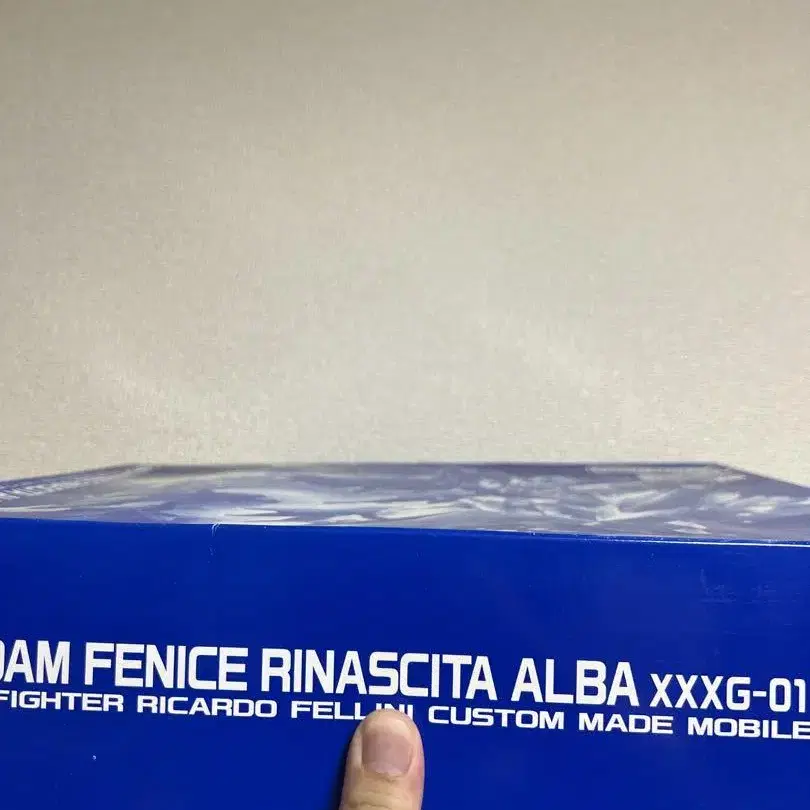 DAM FENICE RINASCITA ALBA XXXG-01
FIGHTER RICARDO FELLINI CUSTOM MADE MOBILE